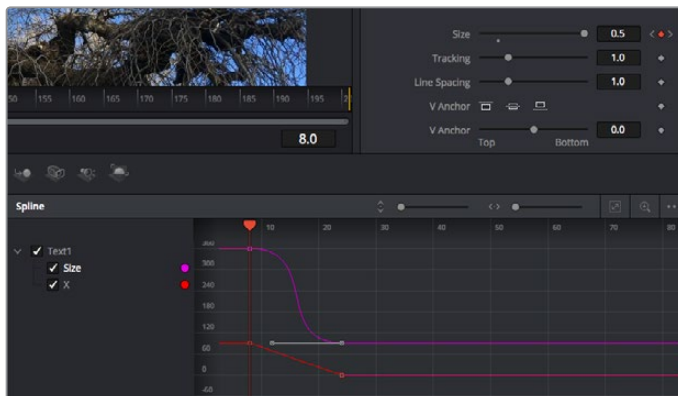 Size 0.5
Tracking 1.0
Line Spacing 1.0
V Anchor
V Anchor 0.0
Top Bottom
155 160 165 170 175 180 185 190 195
8.0
Spline
10 20 30 40 50 60 70 80
Text1
Size
X
300
240
180
120
60
0
-60